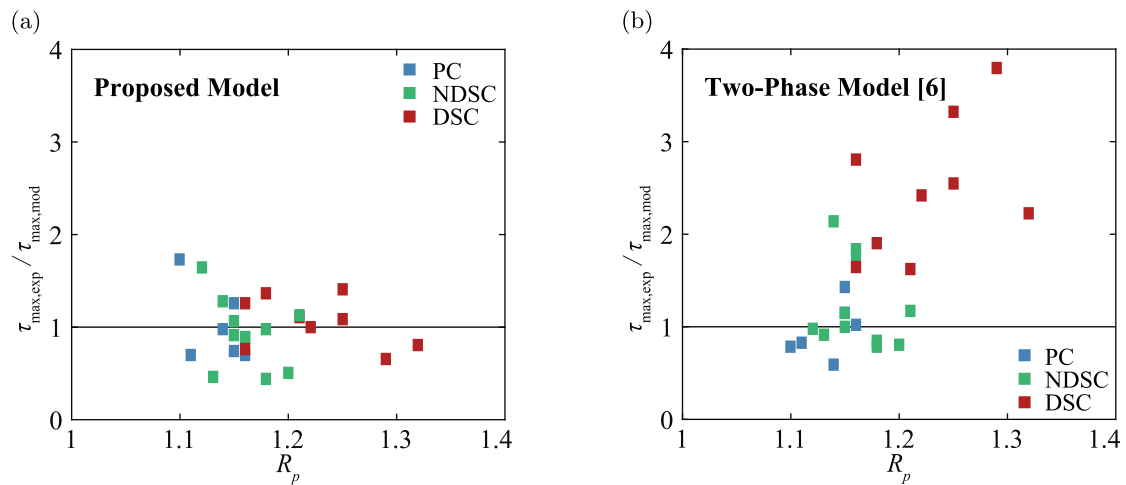 (a)
Proposed Model
PC
NDSC
DSC
4
3
2
1
0
1
1.1
1.2
1.3
1.4
τmax,exp / τmax,mod
Rp
(b)
Two-Phase Model [6]
PC
NDSC
DSC
4
3
2
1
0
1
1.1
1.2
1.3
1.4
τmax,exp / τmax,mod
Rp